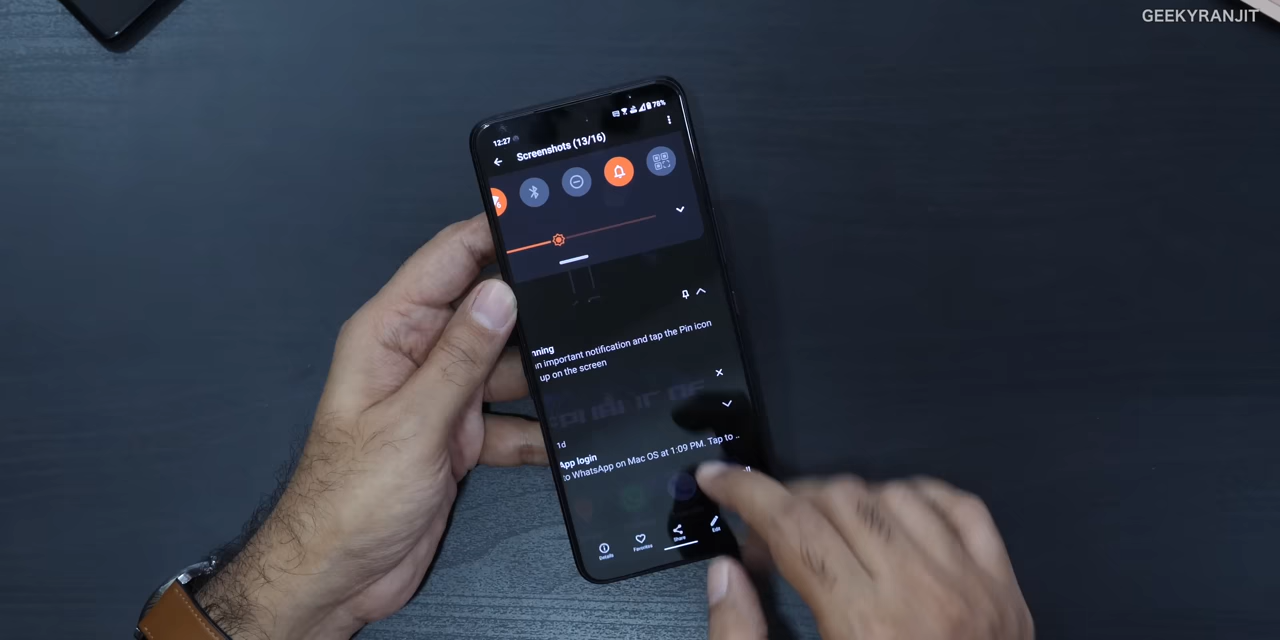 GEEKYRANJIT
12:27
78%
Screenshots (13/16)
nning
n important notification and tap the Pin icon
up on the screen
1d
App login
to WhatsApp on Mac OS at 1:09 PM. Tap to ..
Details
Favorites
Share
Edit